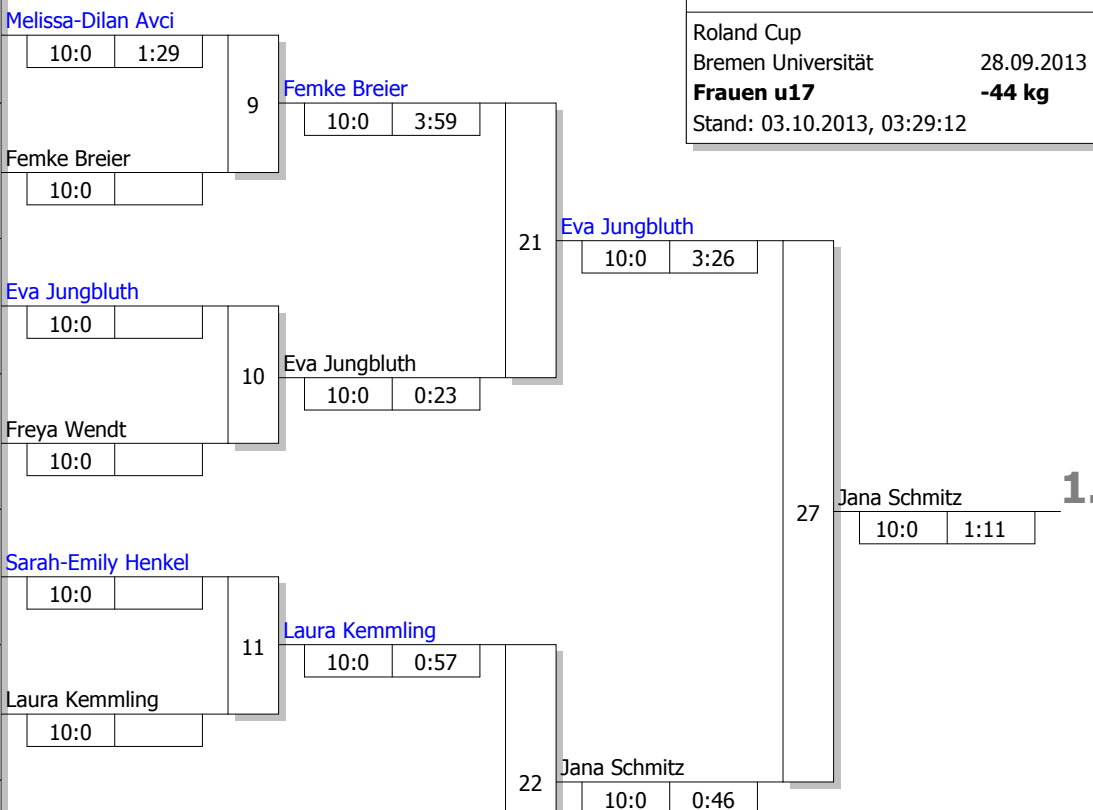 Melissa-Dilan Avci
10:0 1:29
Roland Cup
Bremen Universität 28.09.2013
Frauen u17 -44 kg
Stand: 03.10.2013, 03:29:12
9
Femke Breier
10:0 3:59
Femke Breier
10:0
21
Eva Jungbluth
10:0 3:26
Eva Jungbluth
10:0
10
Eva Jungbluth
10:0 0:23
Freya Wendt
10:0
27
Jana Schmitz
1.
10:0 1:11
Sarah-Emily Henkel
10:0
11
Laura Kemmling
10:0 0:57
Laura Kemmling
10:0
22
Jana Schmitz
10:0 0:46